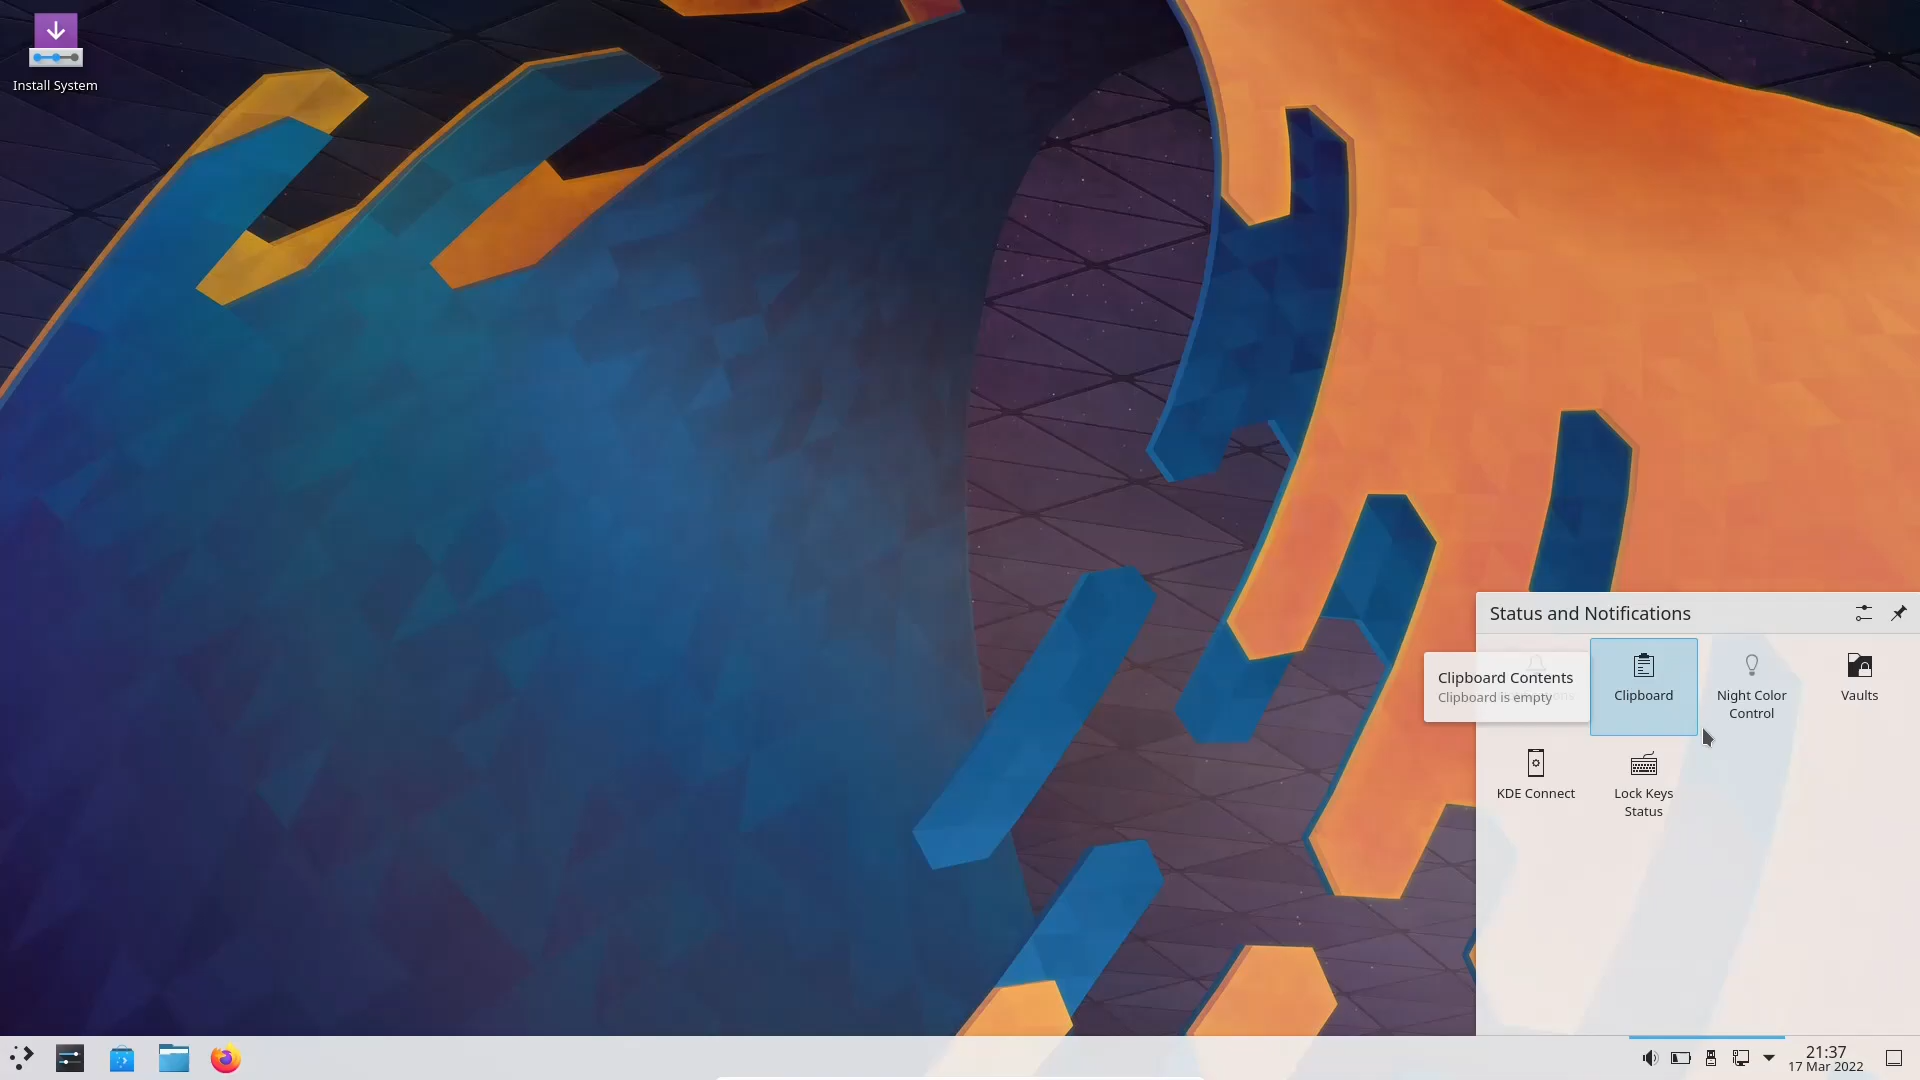 Install System
Status and Notifications
Clipboard Contents
Clipboard is empty
Clipboard
Night Color
Control
Vaults
KDE Connect
Lock Keys
Status
21:37
17 Mar 2022